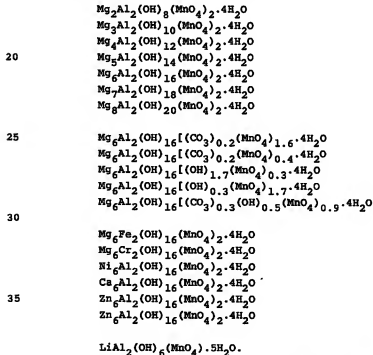 Mg2Al2(OH)8(MnO4)2.4H2O
Mg3Al2(OH)10(MnO4)2.4H2O
Mg4Al2(OH)12(MnO4)2.4H2O
20 Mg5Al2(OH)14(MnO4)2.4H2O
Mg6Al2(OH)16(MnO4)2.4H2O
Mg7Al2(OH)18(MnO4)2.4H2O
Mg8Al2(OH)20(MnO4)2.4H2O
25 Mg6Al2(OH)16[(CO3)0.2(MnO4)1.6.4H2O
Mg6Al2(OH)16[(CO3)0.2(MnO4)0.4.4H2O
Mg6Al2(OH)16[(OH)1.7(MnO4)0.3.4H2O
Mg6Al2(OH)16[(OH)0.3(MnO4)1.7.4H2O
Mg6Al2(OH)16[(CO3)0.3(OH)0.5(MnO4)0.9.4H2O
30
Mg6Fe2(OH)16(MnO4)2.4H2O
Mg6Cr2(OH)16(MnO4)2.4H2O
Ni6Al2(OH)16(MnO4)2.4H2O
Ca6Al2(OH)16(MnO4)2.4H2O
35 Zn6Al2(OH)16(MnO4)2.4H2O
Zn6Al2(OH)16(MnO4)2.4H2O
LiAl2(OH)6(MnO4).5H2O.